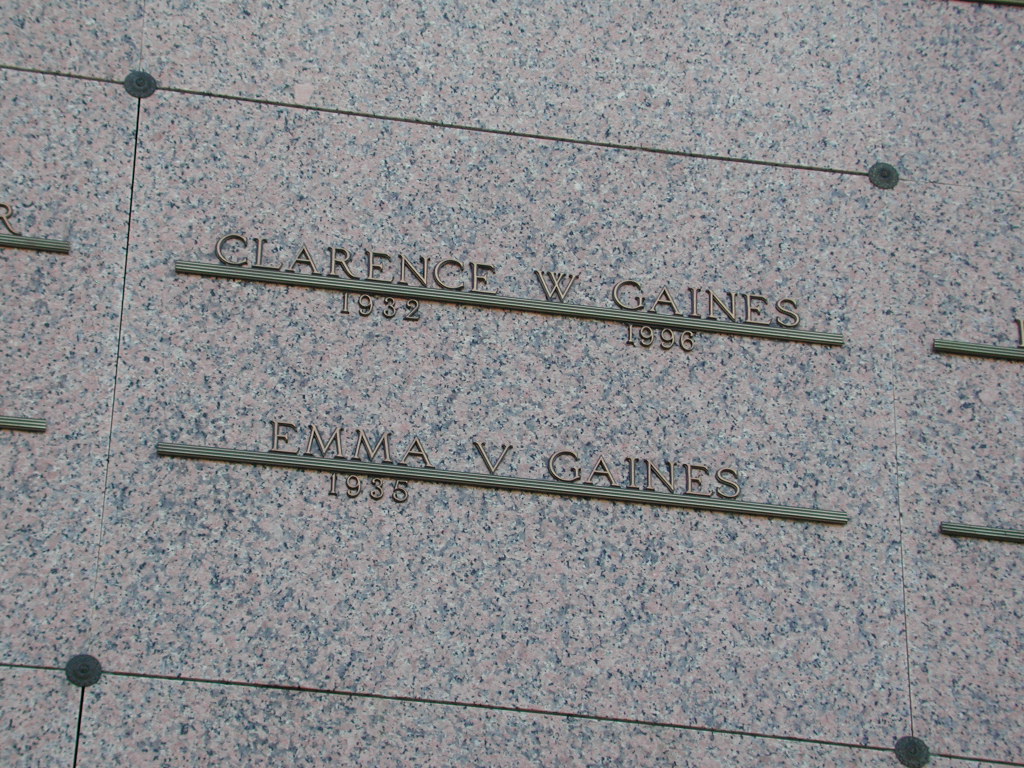 CLARENCE W GAINES
1932 1996
EMMA V GAINES
1935